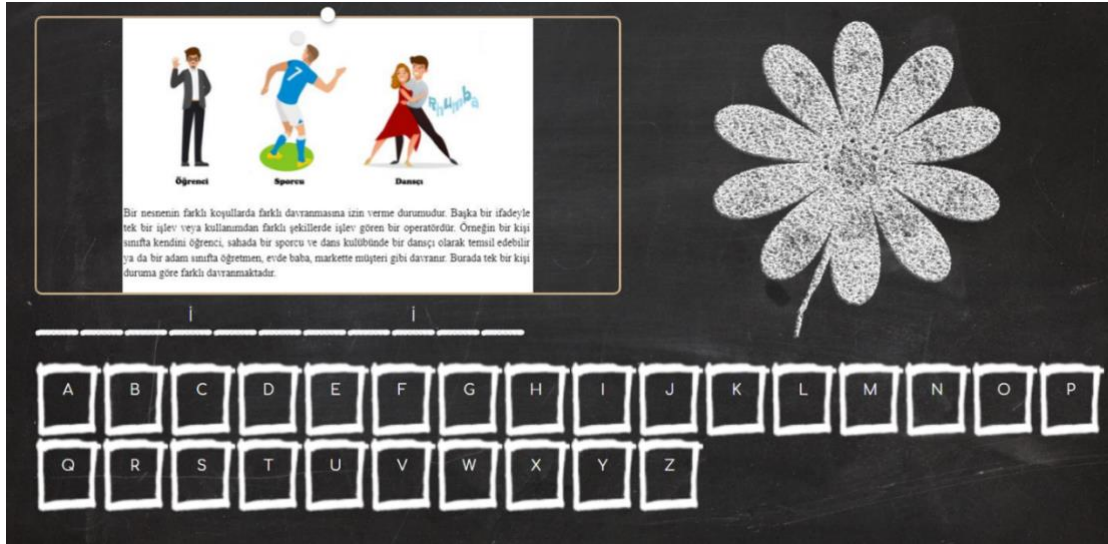 7
Rhumba
Öğrenci Sporcu Dansçı
Bir nesnenin farklı koşullarda farklı davranmasına izin verme durumudur. Başka bir ifadeyle
tek bir işlev veya kullanımdan farklı şekillerde işlev gören bir operatördür. Örneğin bir kişi
sınıfta kendini öğrenci, sahada bir sporcu ve dans kulübünde bir dansçı olarak temsil edebilir
ya da bir adam sınıfta öğretmen, evde baba, markette müşteri gibi davranır. Burada tek bir kişi
duruma göre farklı davranmaktadır.
İ İ
A B C D E F G H I J K L M N O P
Q R S T U V W X Y Z